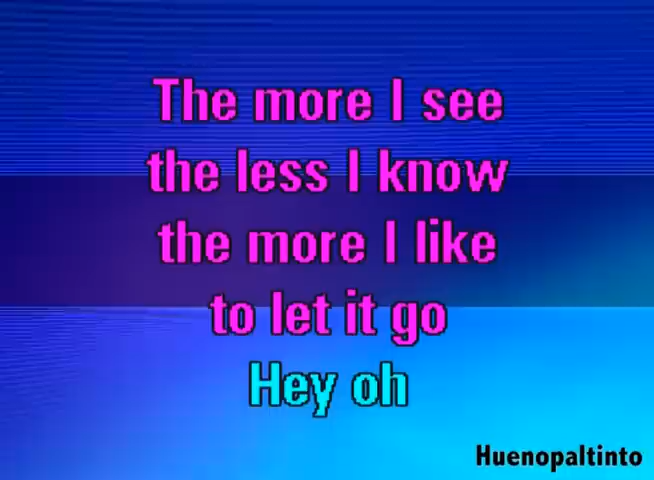 The more I see
the less I know
the more I like
to let it go
Hey oh
Huenopaltinto